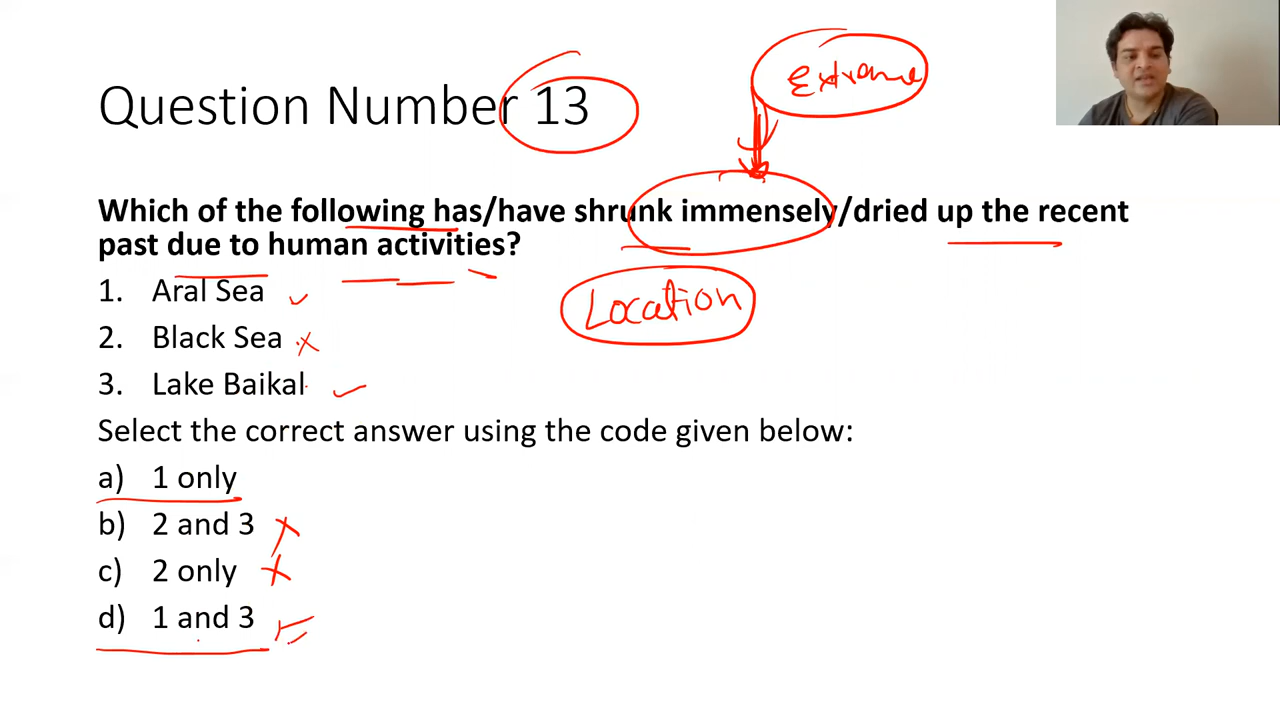 Question Number 13
Extreme
Which of the following has/have shrunk immensely/dried up the recent
past due to human activities?
1. Aral Sea
Location
2. Black Sea
3. Lake Baikal
Select the correct answer using the code given below:
a) 1 only
b) 2 and 3
c) 2 only
d) 1 and 3